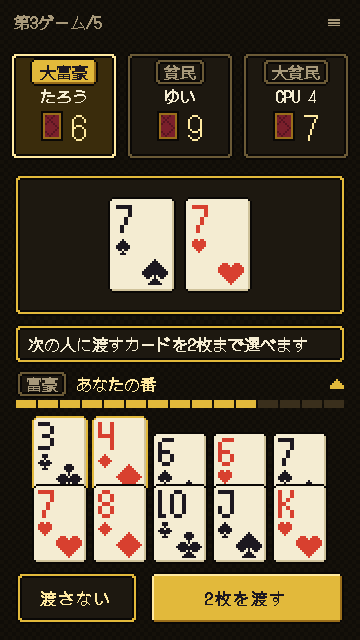 第3ゲーム/5
大富豪
たろう
6
貧民
ゆい
9
大貧民
CPU 4
7
7 7
次の人に渡すカードを2枚まで選べます
富豪 あなたの番
3 4 6 6 7
7 8 10 J K
渡さない
2枚を渡す